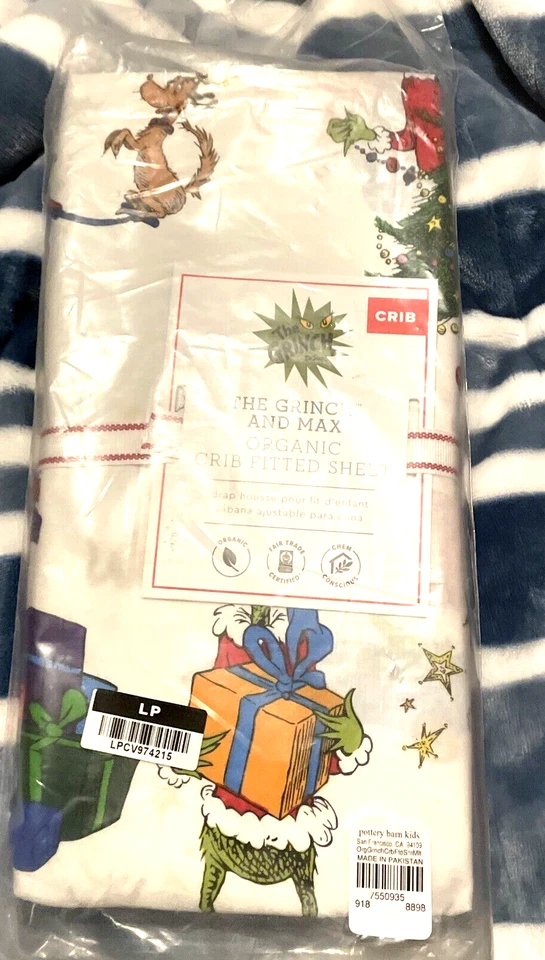 CRIB
The
GRINCH
THE GRINCH
AND MAX
ORGANIC
CRIB FITTED SHEET
drap housse pour lit d'enfant
sábana ajustable para cuna
ORGANIC
FAIR TRADE
CERTIFIED
CHEM
CONSCIOUS
LP
LPCV974215
pottery barn kids
San Francisco, CA 94109
OrgGrinchCrbFtdShtMlt
MADE IN PAKISTAN
7550935
918 8898